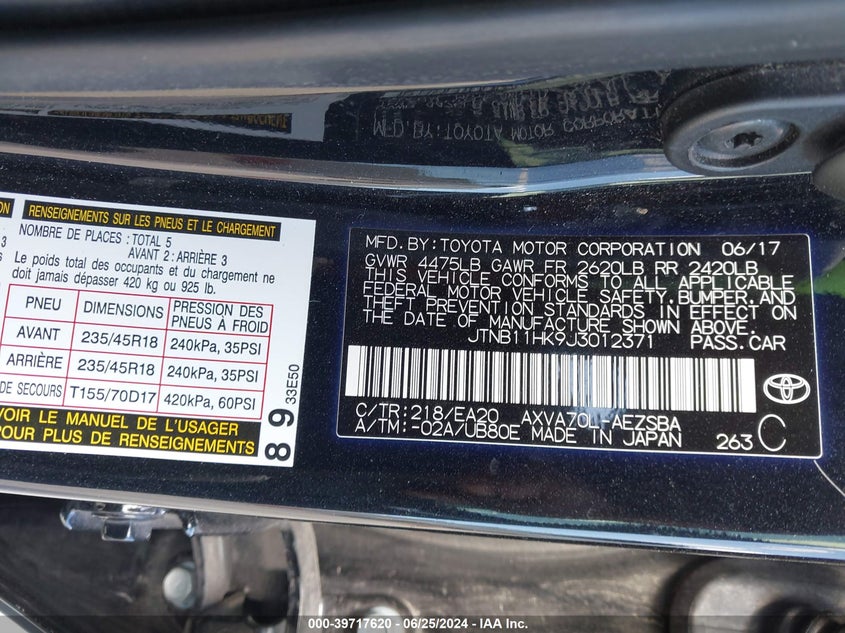 ION
RENSEIGNEMENTS SUR LES PNEUS ET LE CHARGEMENT
3
NOMBRE DE PLACES : TOTAL 5
AVANT 2 : ARRIÈRE 3
Le poids total des occupants et du chargement ne
doit jamais dépasser 420 kg ou 925 lb.
PNEU DIMENSIONS PRESSION DES PNEUS À FROID
AVANT 235/45R18 240kPa, 35PSI
ARRIÈRE 235/45R18 240kPa, 35PSI
DE SECOURS T155/70D17 420kPa, 60PSI
VOIR LE MANUEL DE L'USAGER
POUR PLUS DE RENSEIGNEMENTS
89
33E50
MFD. BY: TOYOTA MOTOR CORPORATION 06/17
GVWR 4475LB GAWR FR 2620LB RR 2420LB
THIS VEHICLE CONFORMS TO ALL APPLICABLE
FEDERAL MOTOR VEHICLE SAFETY, BUMPER, AND
THEFT PREVENTION STANDARDS IN EFFECT ON
THE DATE OF MANUFACTURE SHOWN ABOVE.
JTNB11HK9J3012371 PASS.CAR
C/TR: 218/EA20 AXVA70L-AEZSBA
A/TM: -02A/UB80E MADE IN JAPAN 263 C
000-39717620 - 06/25/2024 - IAA Inc.